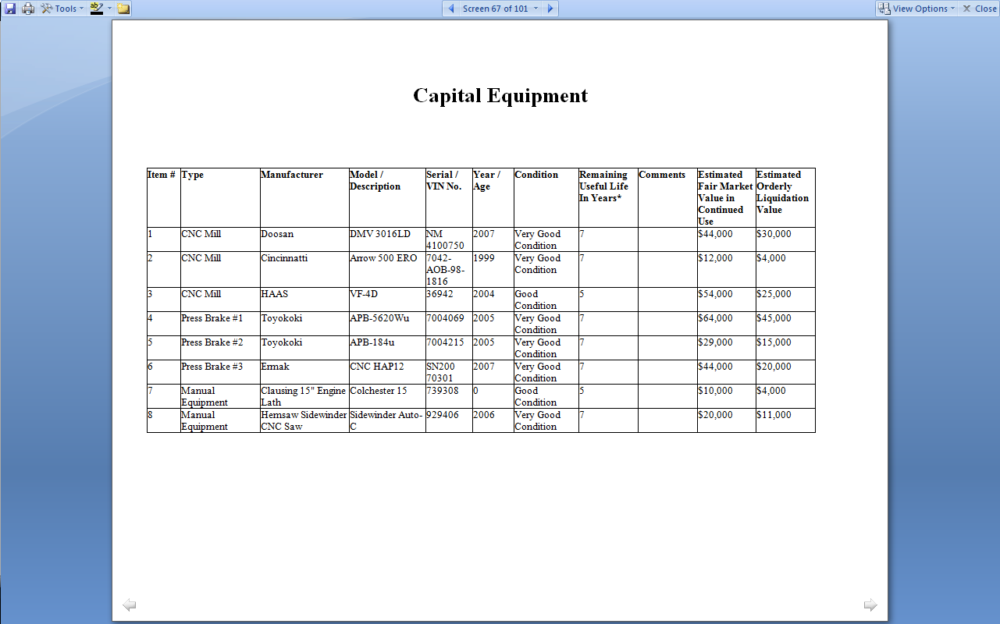 Tools
Screen 67 of 101
View Options
Close
Capital Equipment
Item # Type Manufacturer Model / Serial / Year / Condition Remaining Comments Estimated Estimated
Description VIN No. Age Useful Life Fair Market Orderly
In Years* Value in Liquidation
Continued Value
Use
1 CNC Mill Doosan DMV 3016LD NM 2007 Very Good 7 $44,000 $30,000
4100750 Condition
2 CNC Mill Cincinnatti Arrow 500 ERO 7042- 1999 Very Good 7 $12,000 $4,000
AOB-98- Condition
1816
3 CNC Mill HAAS VF-4D 36942 2004 Good 5 $54,000 $25,000
Condition
4 Press Brake #1 Toyokoki APB-5620Wu 7004069 2005 Very Good 7 $64,000 $45,000
Condition
5 Press Brake #2 Toyokoki APB-184u 7004215 2005 Very Good 7 $29,000 $15,000
Condition
6 Press Brake #3 Ermak CNC HAP12 SN200 2007 Very Good 7 $44,000 $20,000
70301 Condition
7 Manual Clausing 15" Engine Colchester 15 739308 0 Good 5 $10,000 $4,000
Equipment Lath Condition
8 Manual Hemsaw Sidewinder Sidewinder Auto- 929406 2006 Very Good 7 $20,000 $11,000
Equipment CNC Saw C Condition